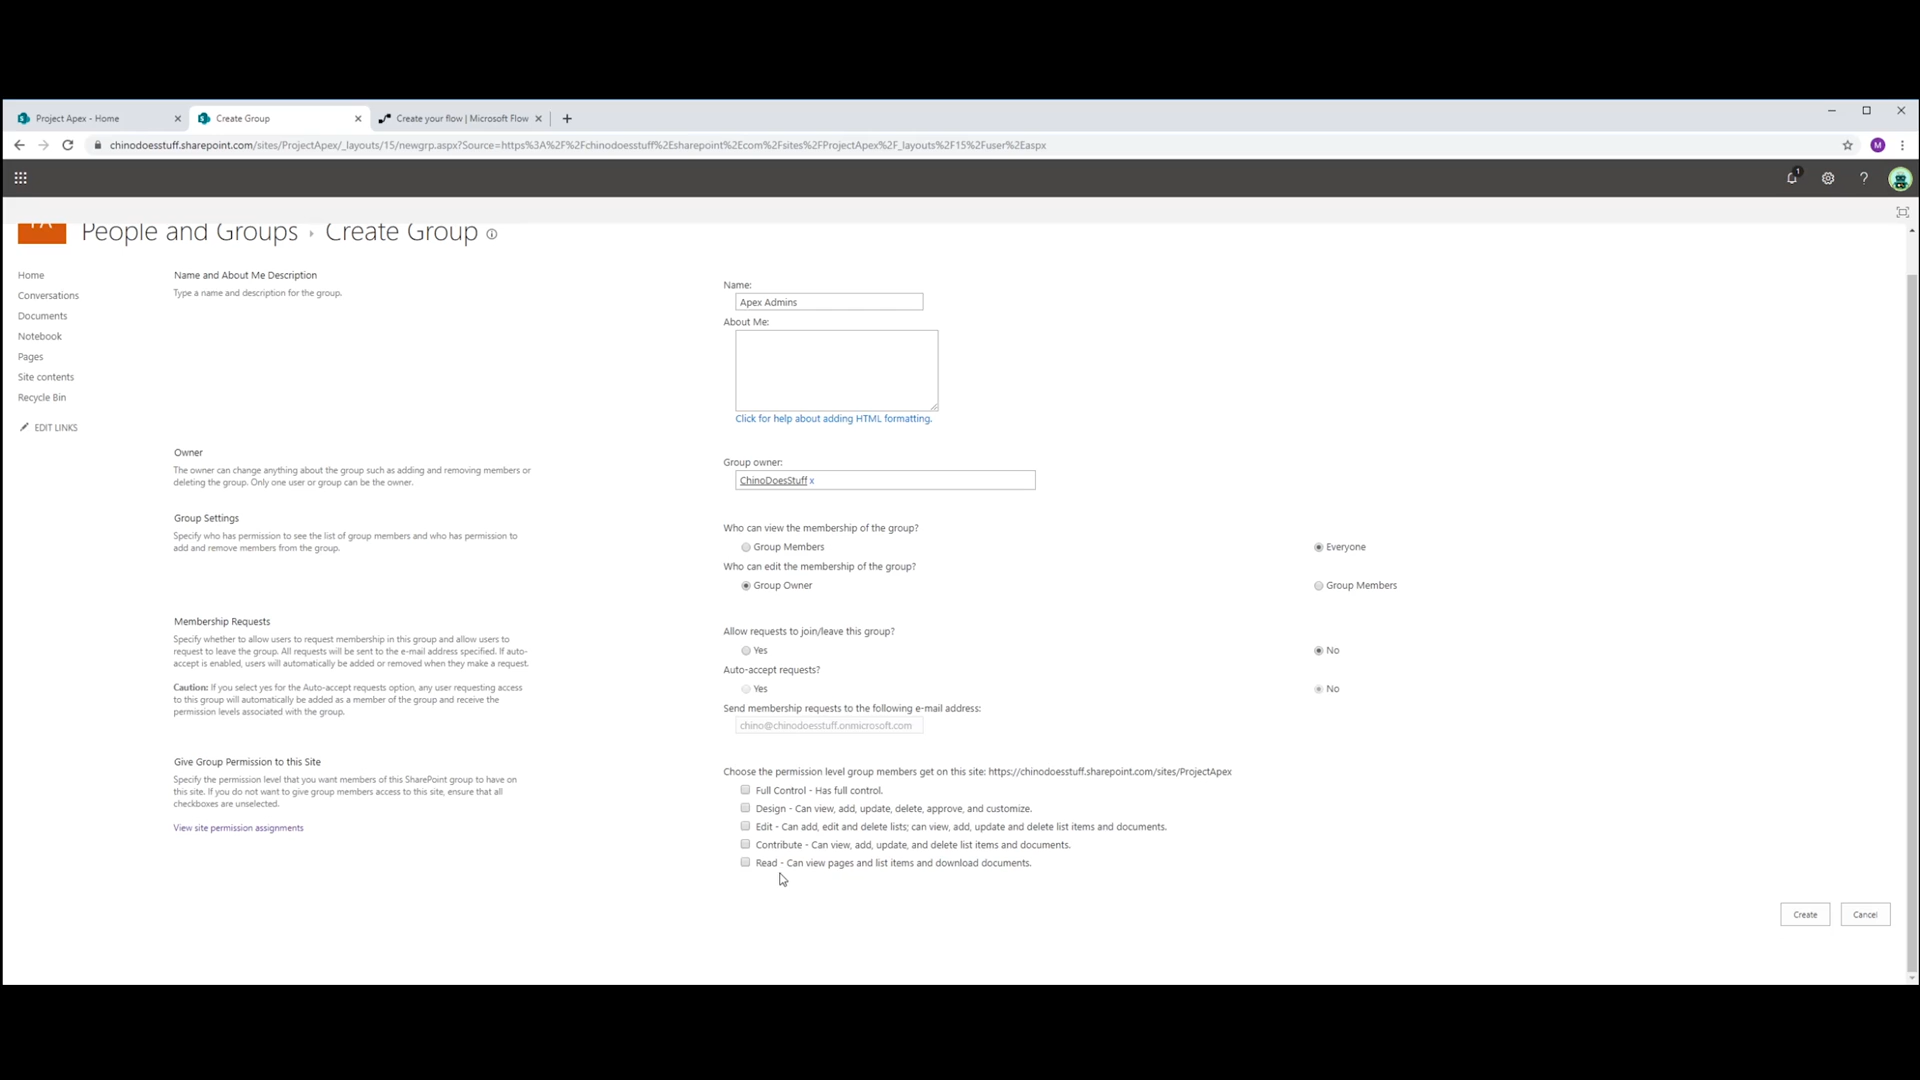 Project Apex - Home
Create Group
Create your flow | Microsoft Flow
chinodoesstuff.sharepoint.com/sites/ProjectApex/_layouts/15/newgrp.aspx?Source=https%3A%2F%2Fchinodoesstuff%2Esharepoint%2Ecom%2Fsites%2FProjectApex%2F_layouts%2F15%2Fuser%2Easpx
M
1
?
People and Groups › Create Group
Home
Conversations
Documents
Notebook
Pages
Site contents
Recycle Bin
EDIT LINKS
Name and About Me Description
Type a name and description for the group.
Name:
Apex Admins
About Me:
Click for help about adding HTML formatting.
Owner
The owner can change anything about the group such as adding and removing members or
deleting the group. Only one user or group can be the owner.
Group owner:
ChinoDoesStuff x
Group Settings
Specify who has permission to see the list of group members and who has permission to
add and remove members from the group.
Who can view the membership of the group?
Group Members
Everyone
Who can edit the membership of the group?
Group Owner
Group Members
Membership Requests
Specify whether to allow users to request membership in this group and allow users to
request to leave the group. All requests will be sent to the e-mail address specified. If auto-
accept is enabled, users will automatically be added or removed when they make a request.
Caution: If you select yes for the Auto-accept requests option, any user requesting access
to this group will automatically be added as a member of the group and receive the
permission levels associated with the group.
Allow requests to join/leave this group?
Yes
No
Auto-accept requests?
Yes
No
Send membership requests to the following e-mail address:
chino@chinodoesstuff.onmicrosoft.com
Give Group Permission to this Site
Specify the permission level that you want members of this SharePoint group to have on
this site. If you do not want to give group members access to this site, ensure that all
checkboxes are unselected.
View site permission assignments
Choose the permission level group members get on this site: https://chinodoesstuff.sharepoint.com/sites/ProjectApex
Full Control - Has full control.
Design - Can view, add, update, delete, approve, and customize.
Edit - Can add, edit and delete lists; can view, add, update and delete list items and documents.
Contribute - Can view, add, update, and delete list items and documents.
Read - Can view pages and list items and download documents.
Create
Cancel